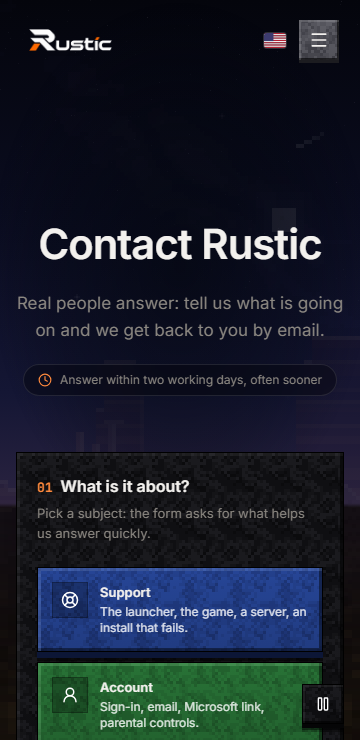 Rustic
Contact Rustic
Real people answer: tell us what is going
on and we get back to you by email.
Answer within two working days, often sooner
01 What is it about?
Pick a subject: the form asks for what helps
us answer quickly.
Support
The launcher, the game, a server, an
install that fails.
Account
Sign-in, email, Microsoft link,
parental controls.